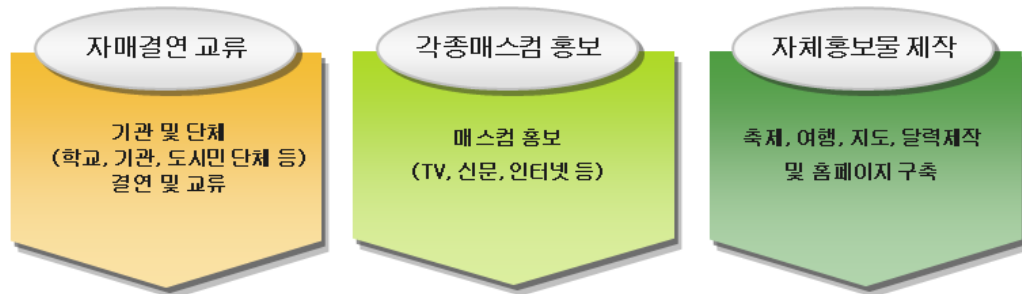 자매결연 교류
기관 및 단체
(학교, 기관, 도시민 단체 등)
결연 및 교류
각종매스컴 홍보
매스컴 홍보
(TV, 신문, 인터넷 등)
자체홍보물 제작
축제, 여행, 지도, 달력제작
및 홈페이지 구축